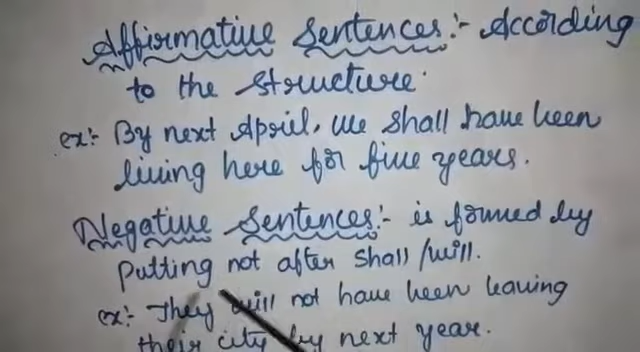 Affirmative Sentences:- According
to the structure.
ex:- By next April, we shall have been
living here for five years.
Negative Sentences:- is formed by
putting not after shall/will.
ex:- They will not have been leaving
their city by next year.